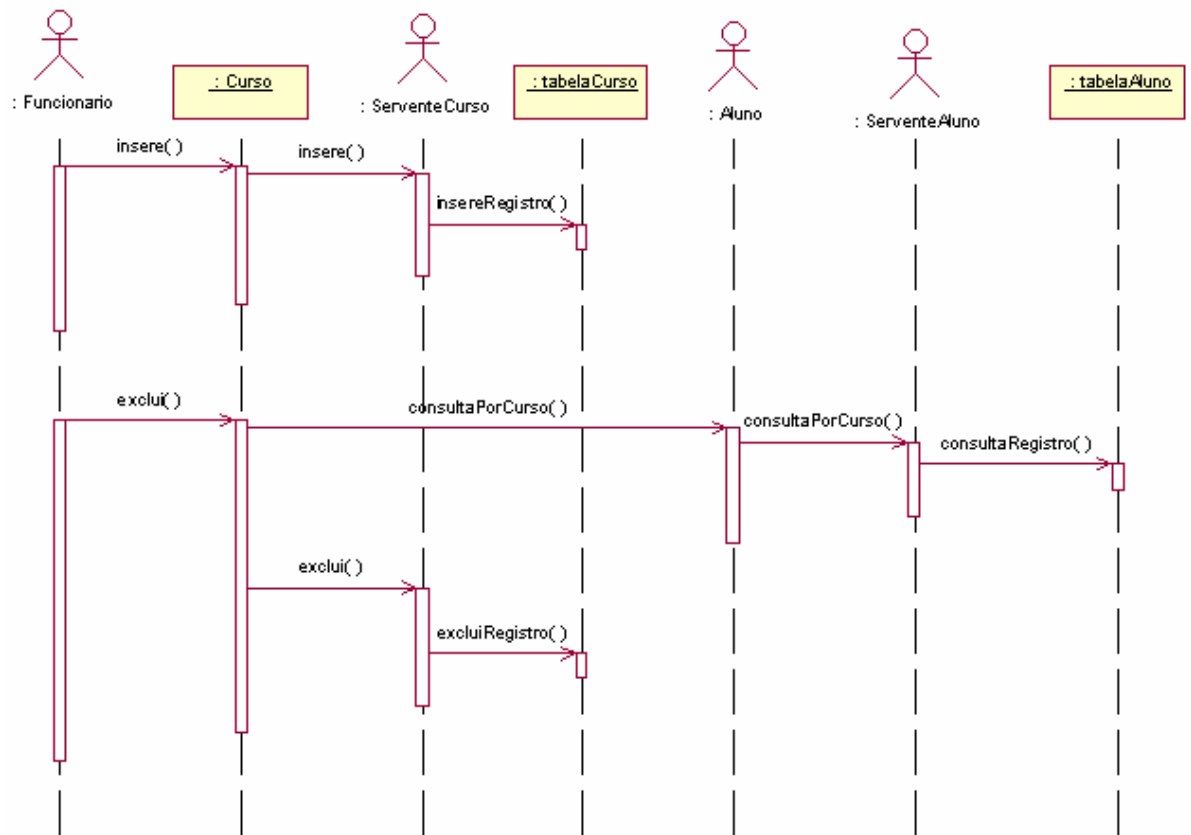 : Funcionario
: Curso
: ServenteCurso
: tabelaCurso
: Aluno
: ServenteAluno
: tabelaAluno
insere( )
insere( )
insereRegistro( )
exclui( )
consultaPorCurso( )
consultaPorCurso( )
consultaRegistro( )
exclui( )
excluiRegistro( )